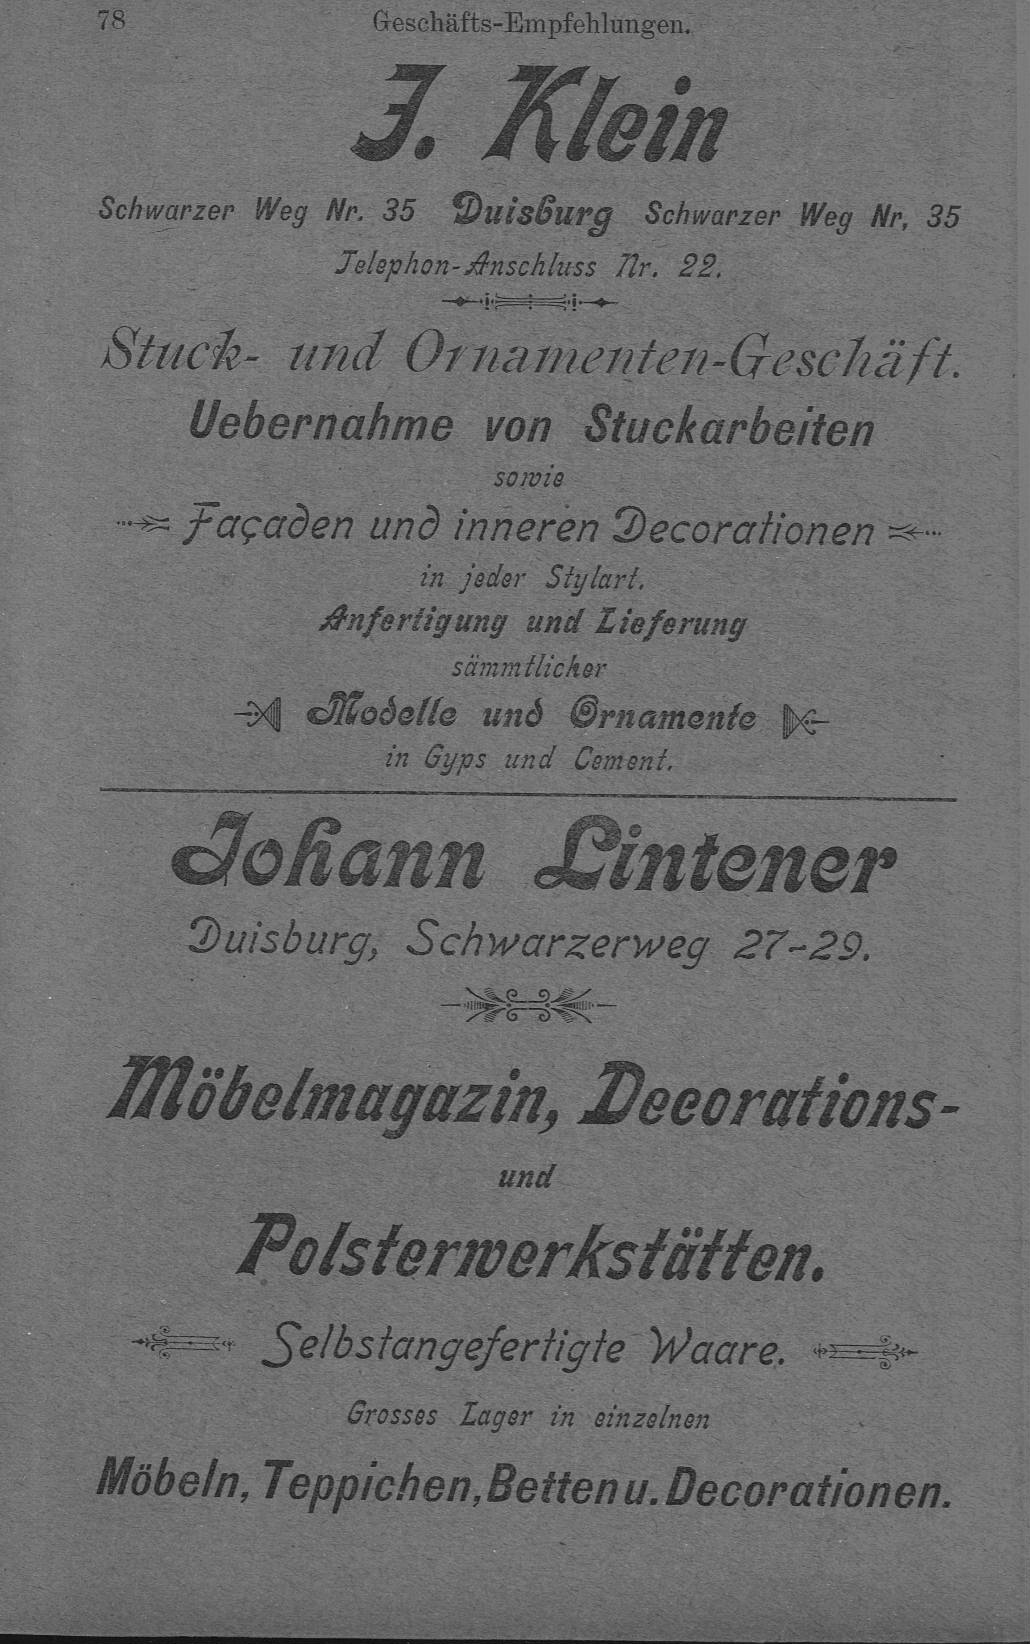 78
Geschäfts-Empfehlungen.
J. Klein
Schwarzer Weg Nr. 35 Duisburg Schwarzer Weg Nr. 35
Telephon-Anschluss Nr. 22.
Stuck- und Ornamenten-Geschäft.
Uebernahme von Stuckarbeiten
sowie
Façaden und inneren Decorationen
in jeder Stylart.
Anfertigung und Lieferung
sämmtlicher
Modelle und Ornamente
in Gyps und Cement.
Johann Lintener
Duisburg, Schwarzerweg 27-29.
Möbelmagazin, Decorations-
und
Polsterwerkstätten.
Selbstangefertigte Waare.
Grosses Lager in einzelnen
Möbeln, Teppichen, Betten u. Decorationen.